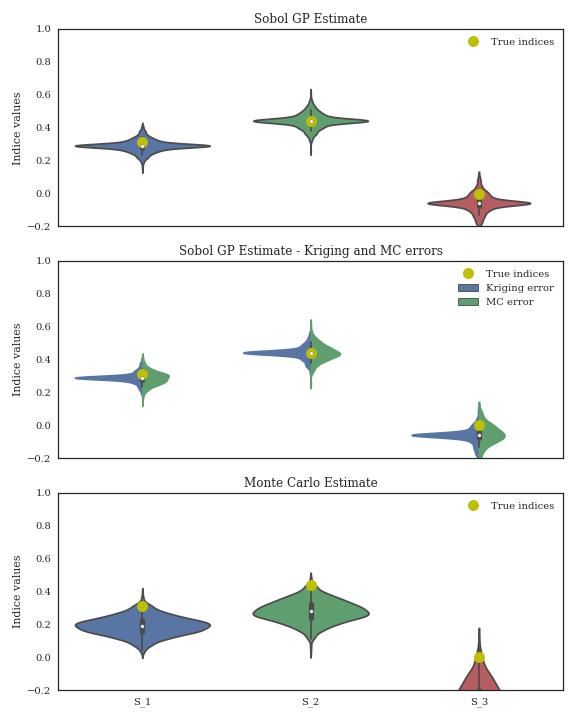 Sobol GP Estimate
1.0
0.8
0.6
0.4
0.2
0.0
−0.2
Indice values
True indices
Sobol GP Estimate - Kriging and MC errors
1.0
0.8
0.6
0.4
0.2
0.0
−0.2
Indice values
True indices
Kriging error
MC error
Monte Carlo Estimate
1.0
0.8
0.6
0.4
0.2
0.0
−0.2
Indice values
True indices
S_1 S_2 S_3